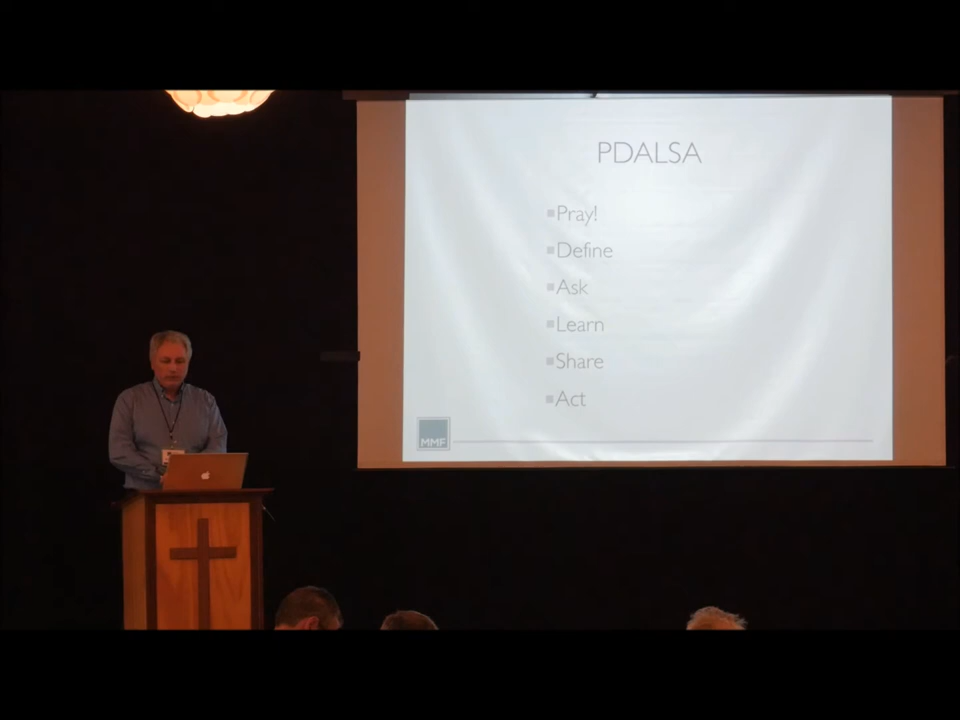 PDALSA
▪Pray!
▪Define
▪Ask
▪Learn
▪Share
▪Act
MMF